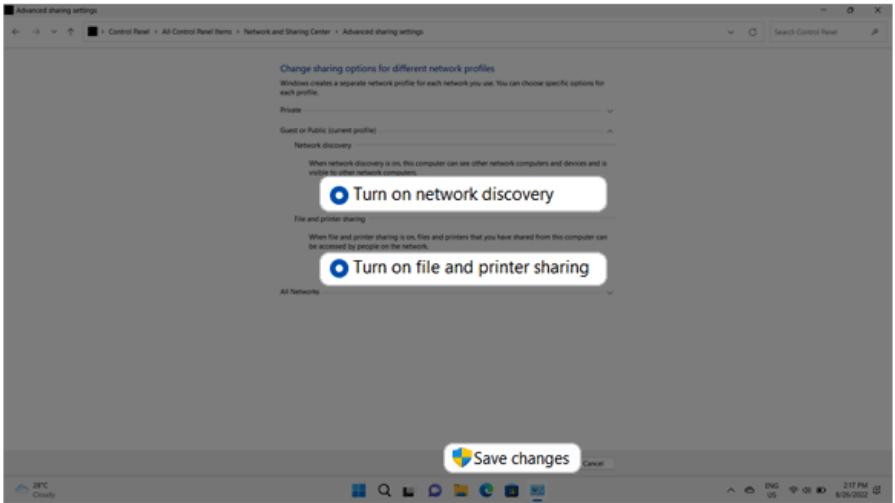 Advanced sharing settings
Control Panel › All Control Panel Items › Network and Sharing Center › Advanced sharing settings
Search Control Panel
Change sharing options for different network profiles
Windows creates a separate network profile for each network you use. You can choose specific options for
each profile.
Private
Guest or Public (current profile)
Network discovery
When network discovery is on, this computer can see other network computers and devices and is
visible to other network computers.
Turn on network discovery
File and printer sharing
When file and printer sharing is on, files and printers that you have shared from this computer can
be accessed by people on the network.
Turn on file and printer sharing
All Networks
Save changes
Cancel
28°C
Cloudy
ENG
US
2:17 PM
8/26/2022